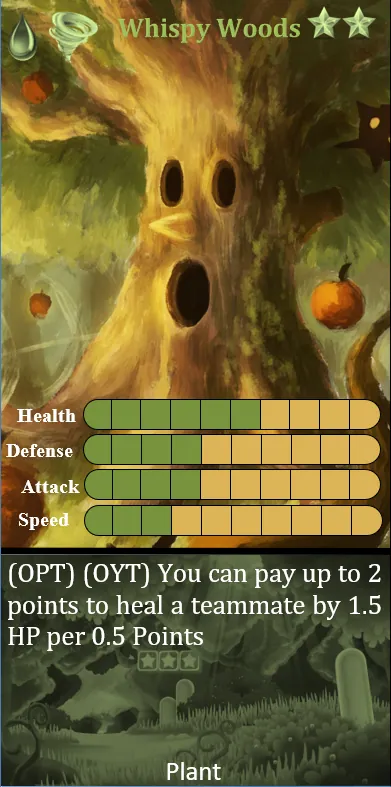 Whispy Woods
Health
Defense
Attack
Speed
(OPT) (OYT) You can pay up to 2
points to heal a teammate by 1.5
HP per 0.5 Points
Plant